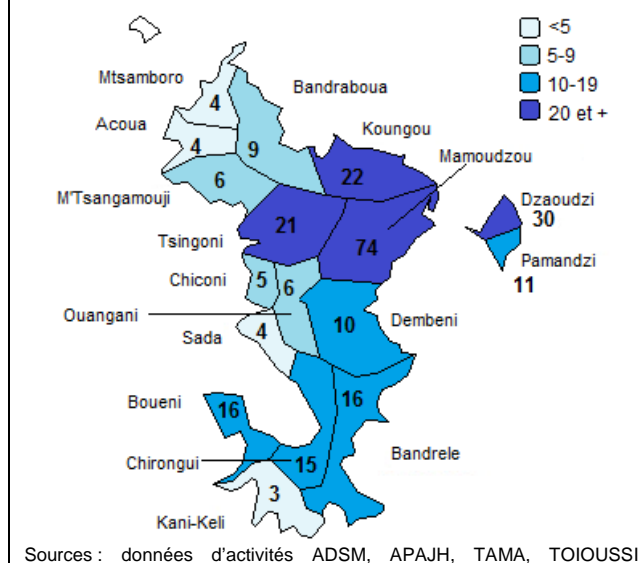 <5
5-9
10-19
20 et +
Mtsamboro
Bandraboua
4
Acoua
Koungou
4
9
Mamoudzou
22
6
M'Tsangamouji
Dzaoudzi
30
21
74
Tsingoni
Pamandzi
11
Chiconi
5
6
Ouangani
10
Dembeni
Sada
4
Boueni
16
16
Chirongui
15
Bandrele
3
Kani-Keli
Sources : données d'activités ADSM, APAJH, TAMA, TOIOUSSI